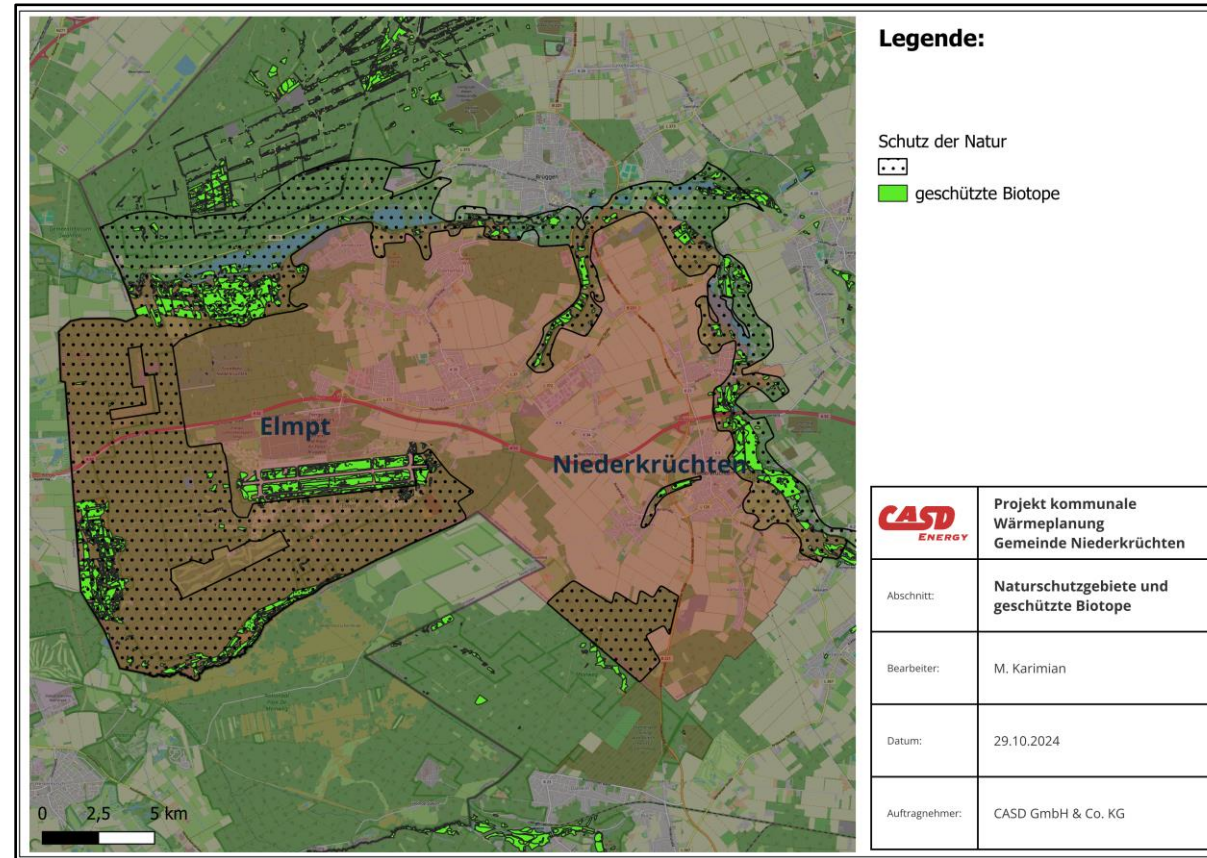 Legende:
Schutz der Natur
geschützte Biotope
Brüggen
Elmpt
Niederkrüchten
0 2,5 5 km
CASD
ENERGY
Projekt kommunale
Wärmeplanung
Gemeinde Niederkrüchten
Abschnitt:
Naturschutzgebiete und
geschützte Biotope
Bearbeiter:
M. Karimian
Datum:
29.10.2024
Auftragnehmer:
CASD GmbH & Co. KG